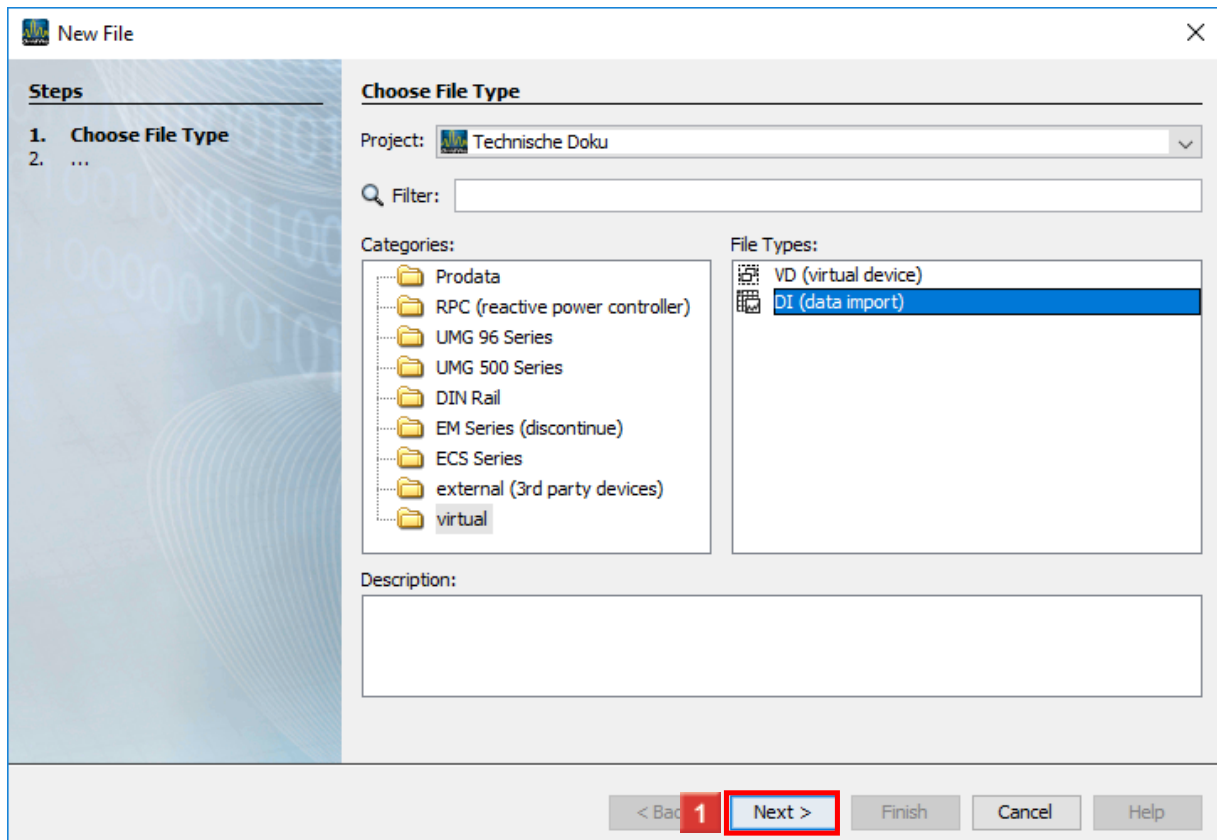 New File
Steps
1. Choose File Type
2. ...
Choose File Type
Project: Technische Doku
Filter:
Categories:
Prodata
RPC (reactive power controller)
UMG 96 Series
UMG 500 Series
DIN Rail
EM Series (discontinue)
ECS Series
external (3rd party devices)
virtual
File Types:
VD (virtual device)
DI (data import)
Description:
< Bac 1 Next > Finish Cancel Help